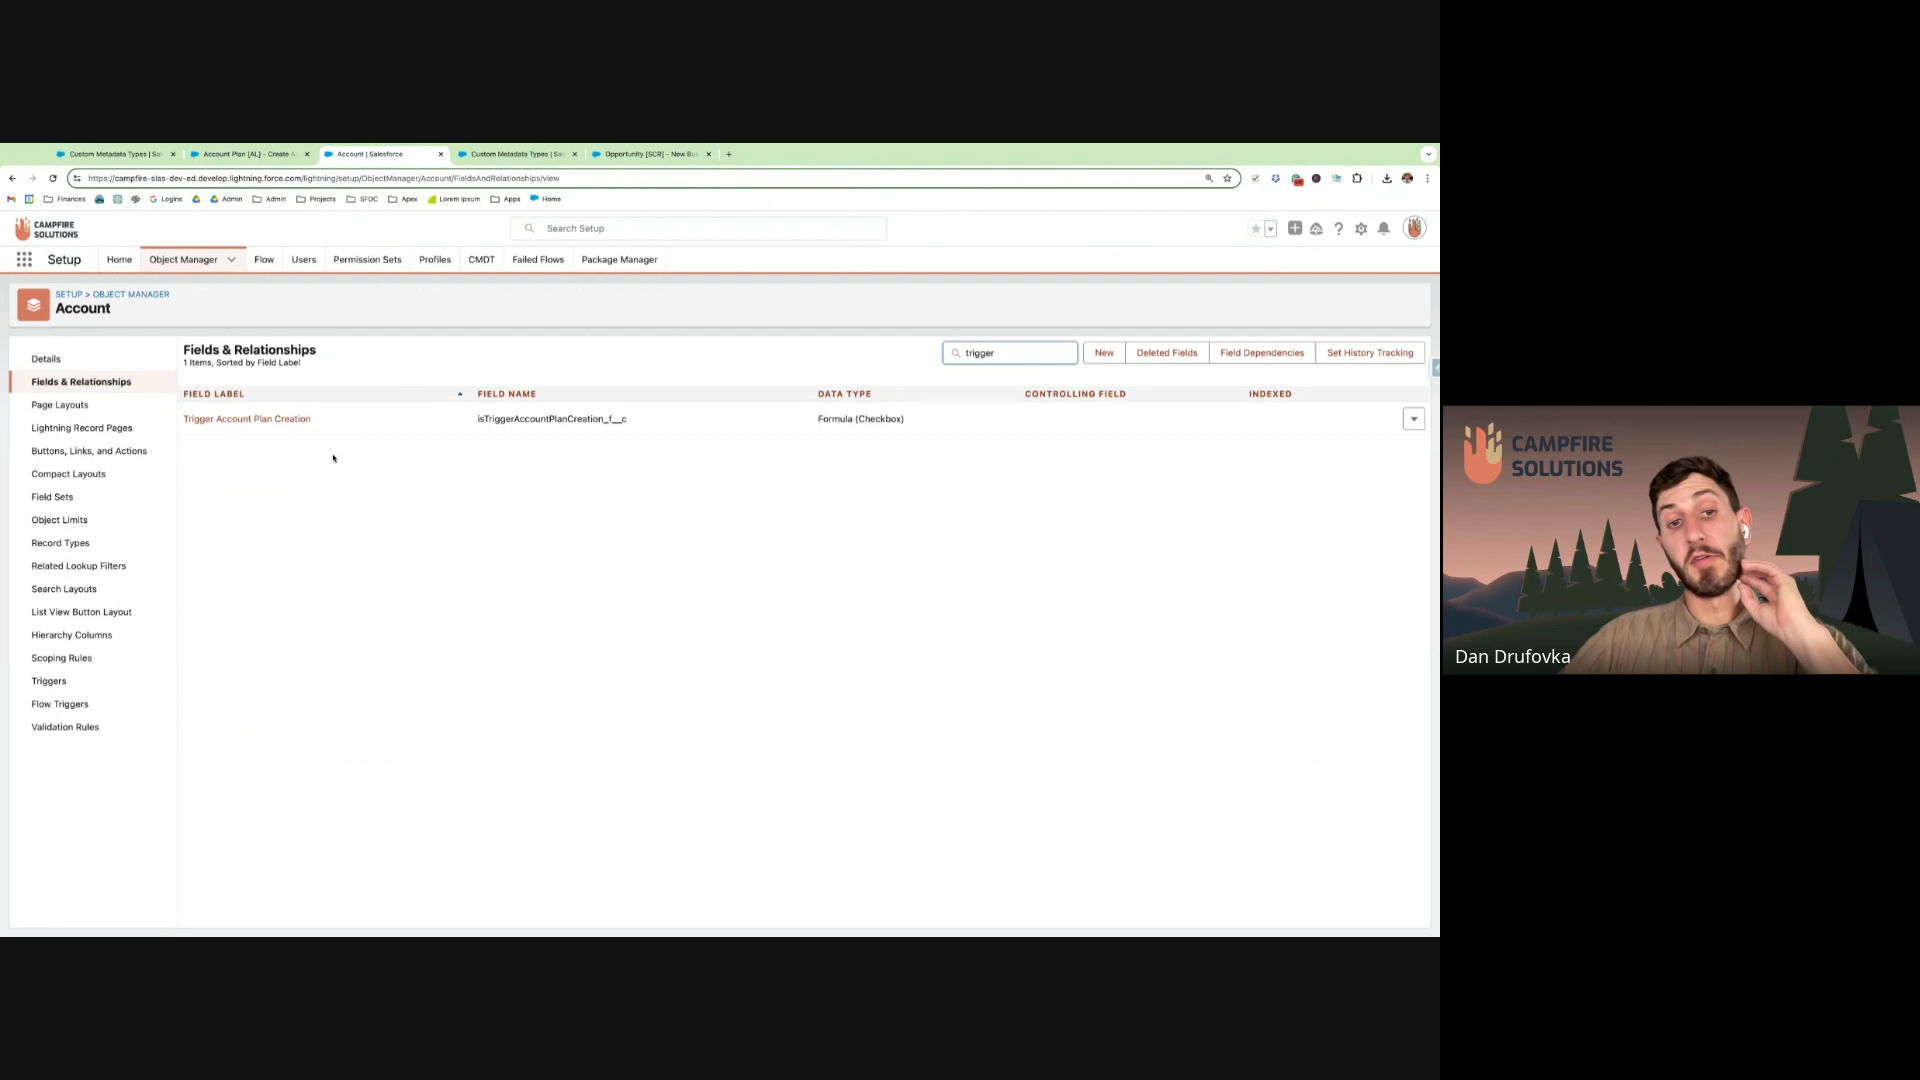 Custom Metadata Types | Sa
Account Plan [AL] - Create A
Account | Salesforce
Custom Metadata Types | Sa
Opportunity [SCR] - New Bu
https://campfire-slas-dev-ed.develop.lightning.force.com/lightning/setup/ObjectManager/Account/FieldsAndRelationships/view
Finances
Logins
Admin
Admin
Projects
SFDC
Apex
Lorem Ipsum
Apps
Home
CAMPFIRE
SOLUTIONS
Search Setup
Setup
Home
Object Manager
Flow
Users
Permission Sets
Profiles
CMDT
Failed Flows
Package Manager
SETUP > OBJECT MANAGER
Account
Details
Fields & Relationships
Page Layouts
Lightning Record Pages
Buttons, Links, and Actions
Compact Layouts
Field Sets
Object Limits
Record Types
Related Lookup Filters
Search Layouts
List View Button Layout
Hierarchy Columns
Scoping Rules
Triggers
Flow Triggers
Validation Rules
Fields & Relationships
1 Items, Sorted by Field Label
trigger
New
Deleted Fields
Field Dependencies
Set History Tracking
FIELD LABEL
FIELD NAME
DATA TYPE
CONTROLLING FIELD
INDEXED
Trigger Account Plan Creation
isTriggerAccountPlanCreation_f__c
Formula (Checkbox)
CAMPFIRE
SOLUTIONS
Dan Drufovka